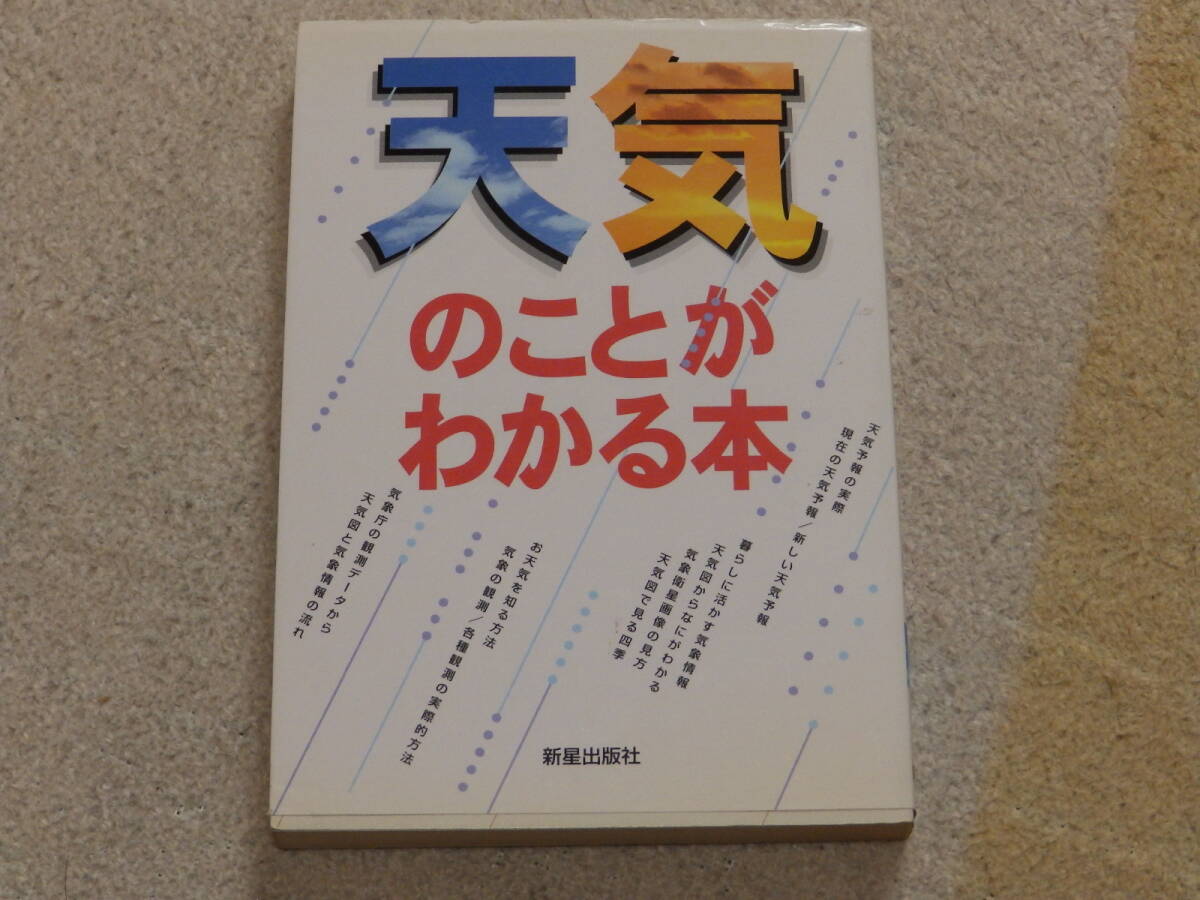 天気
のことが
わかる本
天気予報の実際
現在の天気予報/新しい天気予報
暮らしに活かす気象情報
天気図からなにがわかる
気象衛星画像の見方
天気図で見る四季
お天気を知る方法
気象の観測/各種観測の実際的方法
気象庁の観測データから
天気図と気象情報の流れ
新星出版社